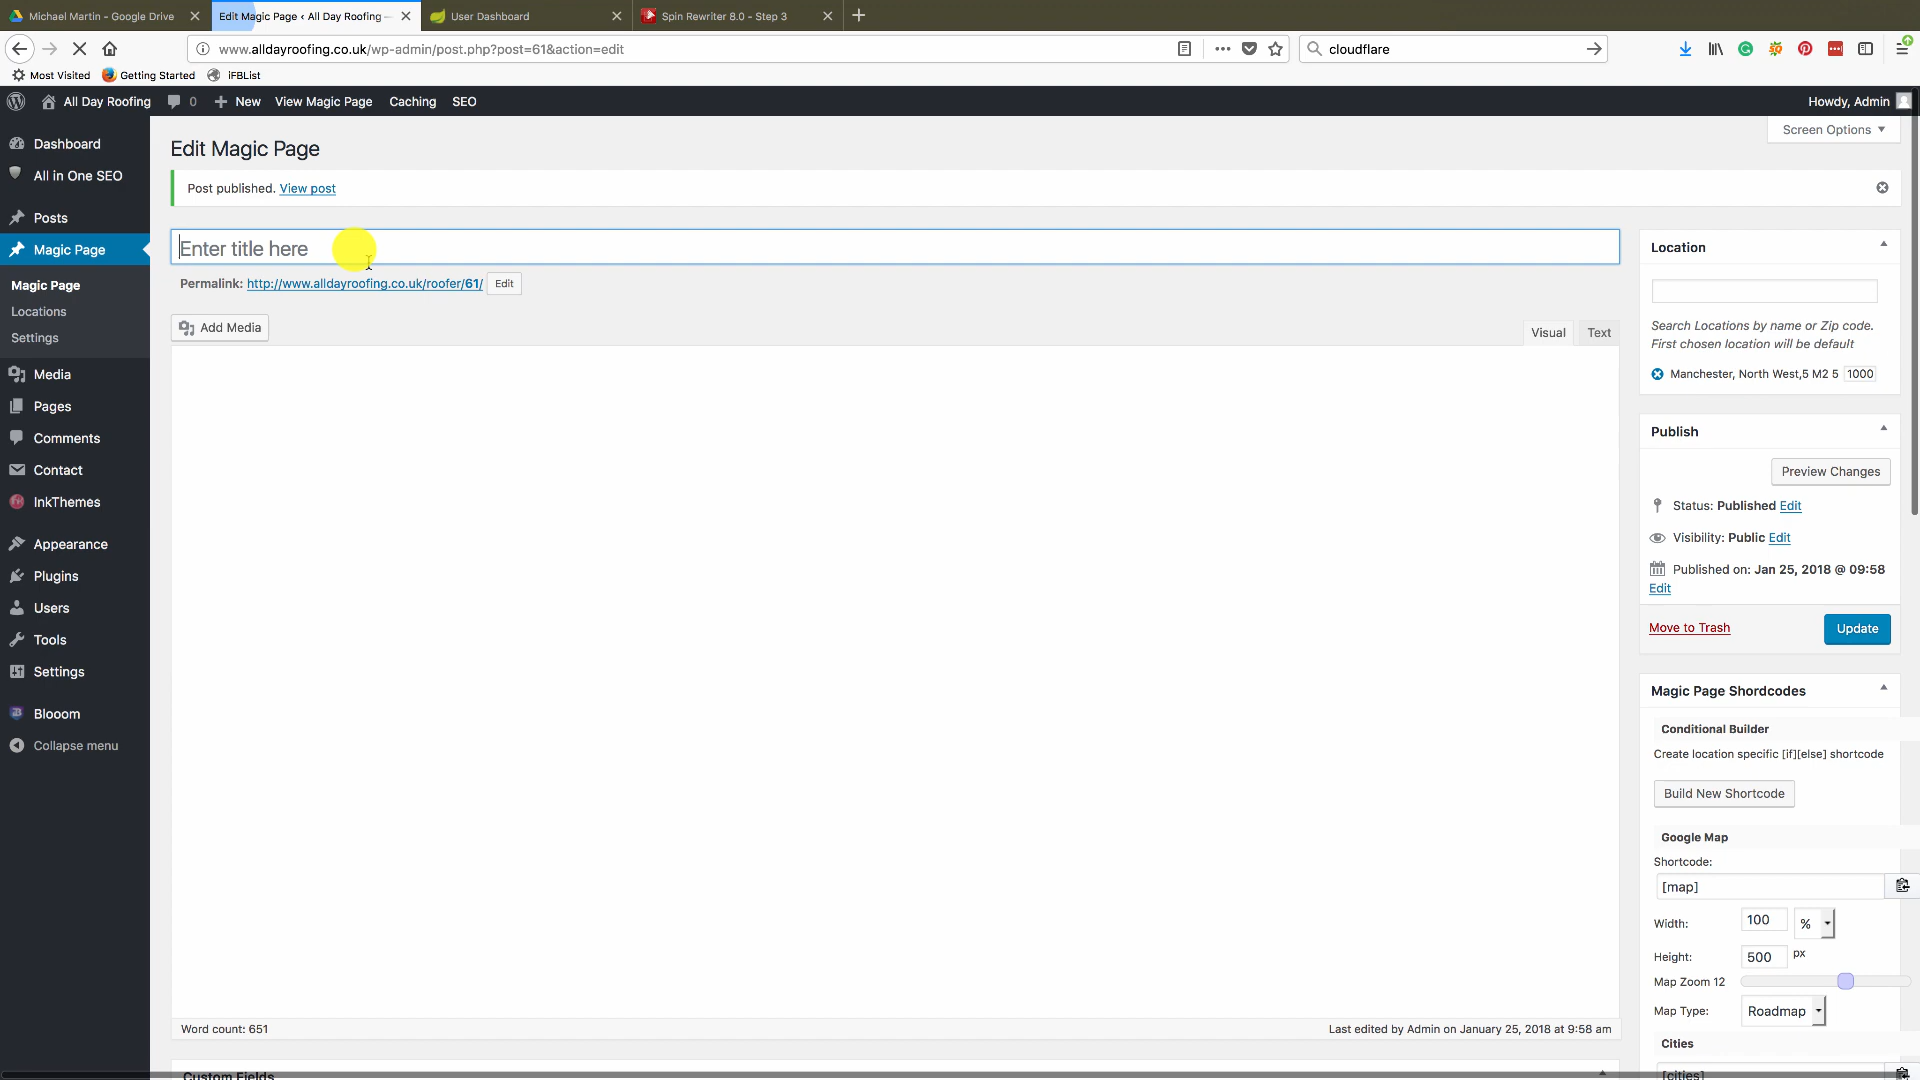 Michael Martin - Google Drive
Edit Magic Page ‹ All Day Roofing —
User Dashboard
Spin Rewriter 8.0 - Step 3
www.alldayroofing.co.uk/wp-admin/post.php?post=61&action=edit
cloudflare
Most Visited
Getting Started
iFBList
All Day Roofing
0
New
View Magic Page
Caching
SEO
Howdy, Admin
Dashboard
All in One SEO
Posts
Magic Page
Magic Page
Locations
Settings
Media
Pages
Comments
Contact
InkThemes
Appearance
Plugins
Users
Tools
Settings
Blooom
Collapse menu
Screen Options
Edit Magic Page
Post published. View post
Enter title here
Permalink: http://www.alldayroofing.co.uk/roofer/61/ Edit
Add Media
Visual
Text
Word count: 651
Last edited by Admin on January 25, 2018 at 9:58 am
Custom Fields
Location
Search Locations by name or Zip code.
First chosen location will be default
Manchester, North West,5 M2 5 1000
Publish
Preview Changes
Status: Published Edit
Visibility: Public Edit
Published on: Jan 25, 2018 @ 09:58
Edit
Move to Trash
Update
Magic Page Shordcodes
Conditional Builder
Create location specific [if][else] shortcode
Build New Shortcode
Google Map
Shortcode:
[map]
Width: 100 %
Height: 500 px
Map Zoom 12
Map Type: Roadmap
Cities
[cities]